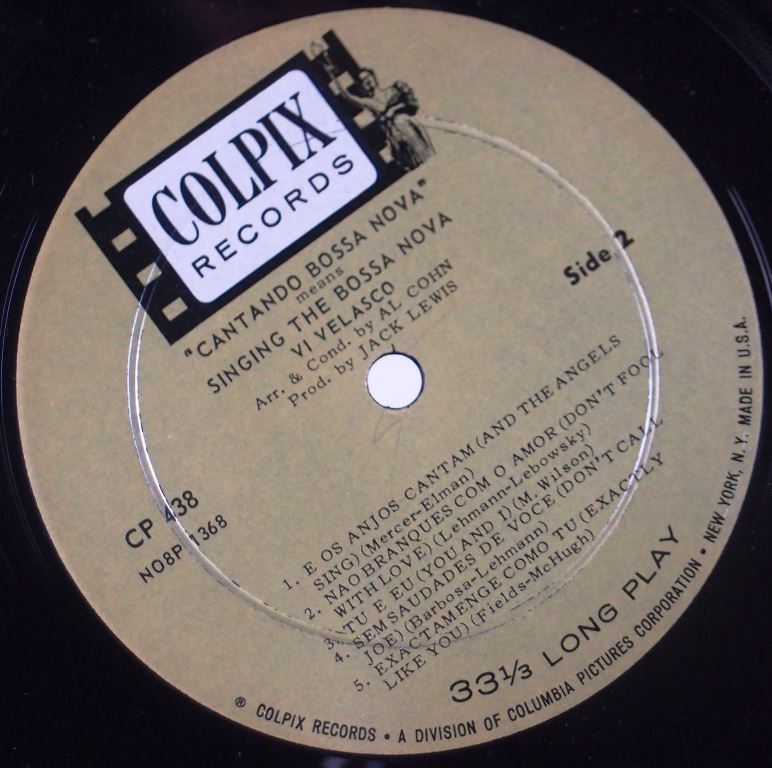 COLPIX
RECORDS
"CANTANDO BOSSA NOVA"
means
SINGING THE BOSSA NOVA
VI VELASCO
Arr. & Cond. by AL COHN
Prod. by JACK LEWIS
Side 2
CP 438
NO8P 1368
1. E OS ANJOS CANTAM (AND THE ANGELS
SING) (Mercer-Elman)
2. NAO BRANQUES COM O AMOR (DON'T FOOL
WITH LOVE) (Lehmann-Lebowsky)
3. TU E EU (YOU AND I) (M. Wilson)
4. SEM SAUDADES DE VOCE (DON'T CALL
JOE) (Barbosa-Lehmann)
5. EXACTAMENGE COMO TU (EXACTLY
LIKE YOU) (Fields-McHugh)
33⅓ LONG PLAY
® COLPIX RECORDS • A DIVISION OF COLUMBIA PICTURES CORPORATION • NEW YORK, N.Y. MADE IN U.S.A.